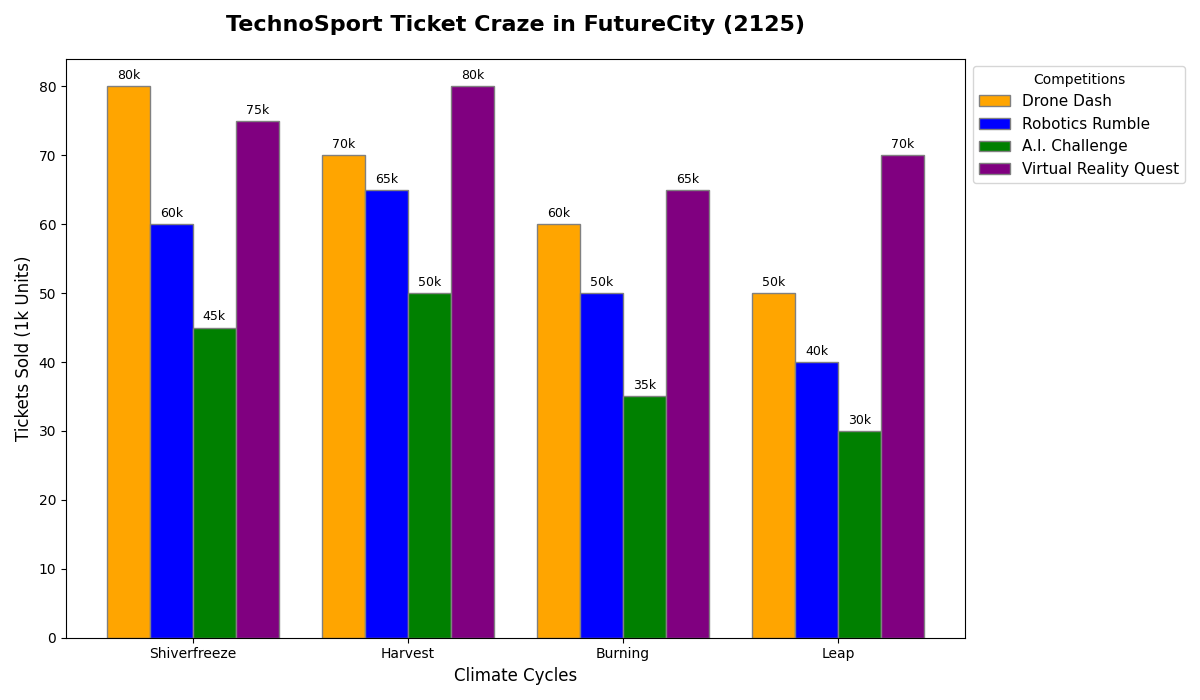 TechnoSport Ticket Craze in FutureCity (2125)
Tickets Sold (1k Units)
80
70
60
50
40
30
20
10
0
80k
60k
45k
75k
70k
65k
50k
80k
60k
50k
35k
65k
50k
40k
30k
70k
Shiverfreeze
Harvest
Burning
Leap
Climate Cycles
Competitions
Drone Dash
Robotics Rumble
A.I. Challenge
Virtual Reality Quest